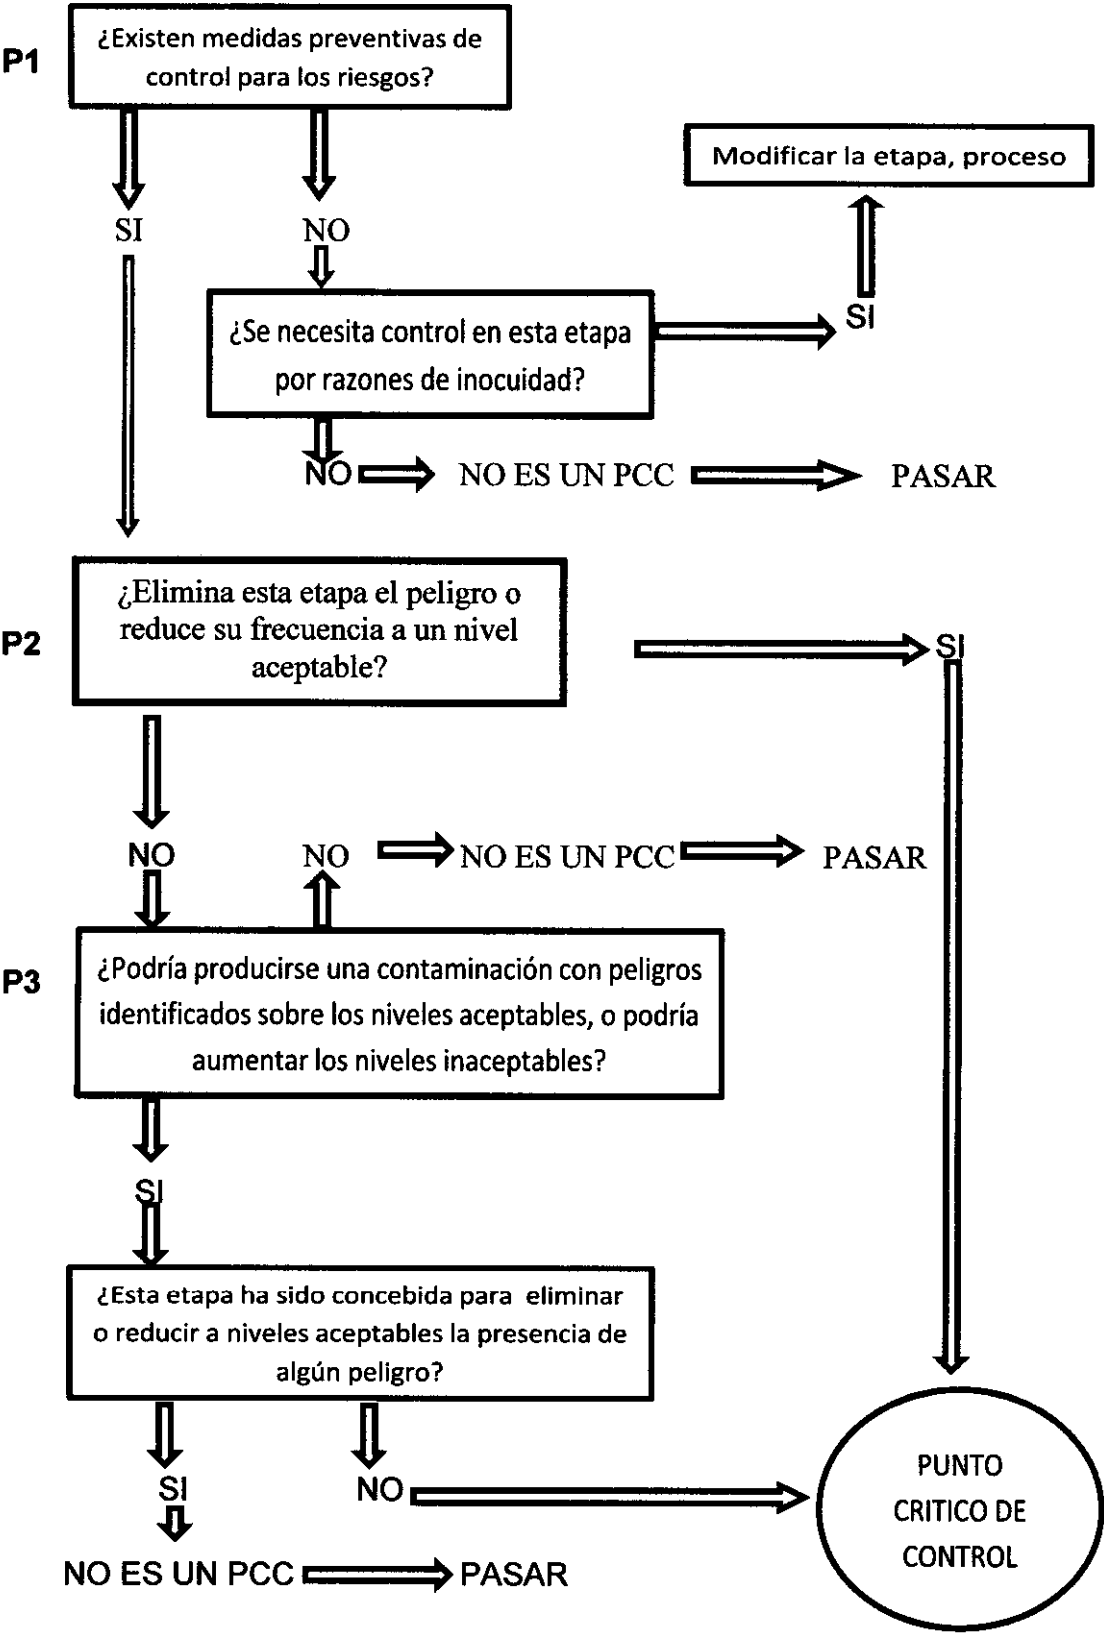 P1
¿Existen medidas preventivas de
control para los riesgos?
Modificar la etapa, proceso
SI
NO
¿Se necesita control en esta etapa
por razones de inocuidad?
SI
NO
NO ES UN PCC
PASAR
P2
¿Elimina esta etapa el peligro o
reduce su frecuencia a un nivel
aceptable?
SI
NO
NO
NO ES UN PCC
PASAR
P3
¿Podría producirse una contaminación con peligros
identificados sobre los niveles aceptables, o podría
aumentar los niveles inaceptables?
SI
¿Esta etapa ha sido concebida para eliminar
o reducir a niveles aceptables la presencia de
algún peligro?
SI
NO
NO ES UN PCC
PASAR
PUNTO
CRITICO DE
CONTROL